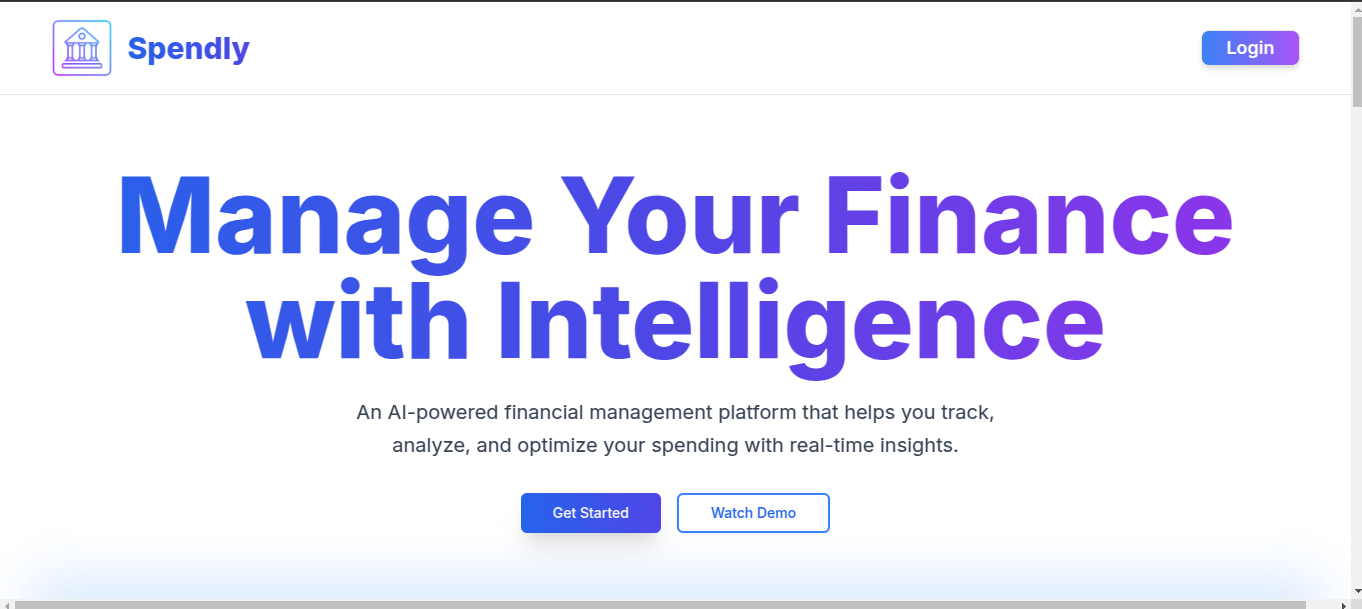 Spendly
Login
Manage Your Finance
with Intelligence
An AI-powered financial management platform that helps you track,
analyze, and optimize your spending with real-time insights.
Get Started
Watch Demo